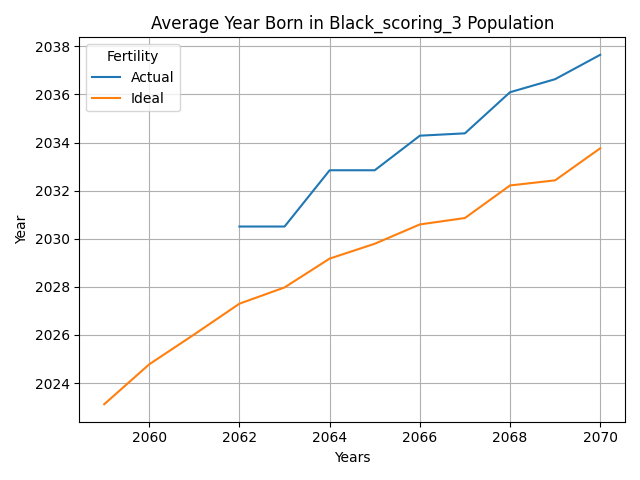 Average Year Born in Black_scoring_3 Population
Fertility
Actual
Ideal
2038
2036
2034
2032
2030
2028
2026
2024
Year
2060 2062 2064 2066 2068 2070
Years